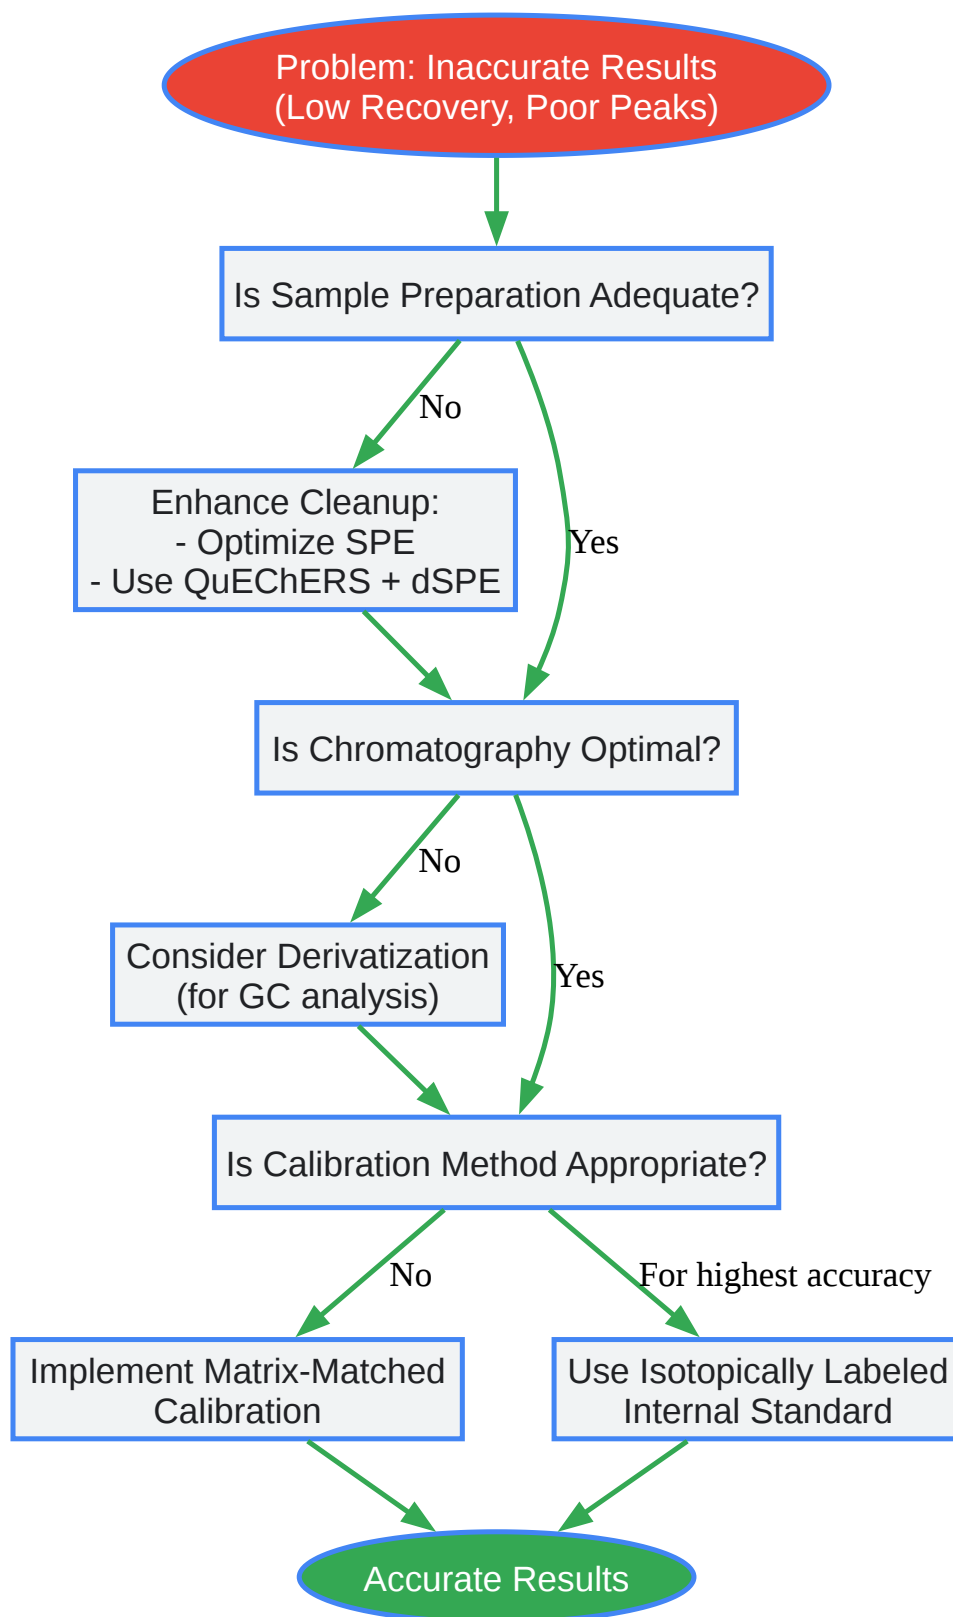 Problem: Inaccurate Results
(Low Recovery, Poor Peaks)
Is Sample Preparation Adequate?
No
Enhance Cleanup:
- Optimize SPE
- Use QuEChERS + dSPE
Yes
Is Chromatography Optimal?
No
Consider Derivatization
(for GC analysis)
Yes
Is Calibration Method Appropriate?
No
For highest accuracy
Implement Matrix-Matched
Calibration
Use Isotopically Labeled
Internal Standard
Accurate Results